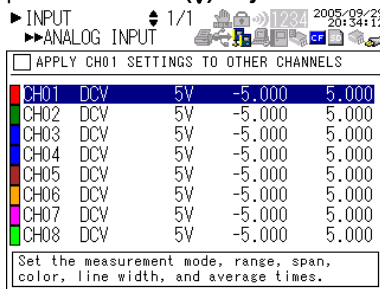 INPUT 1/1 1234 2005/09/29
ANALOG INPUT CF SD 20:34:12
APPLY CH01 SETTINGS TO OTHER CHANNELS
CH01 DCV 5V -5.000 5.000
CH02 DCV 5V -5.000 5.000
CH03 DCV 5V -5.000 5.000
CH04 DCV 5V -5.000 5.000
CH05 DCV 5V -5.000 5.000
CH06 DCV 5V -5.000 5.000
CH07 DCV 5V -5.000 5.000
CH08 DCV 5V -5.000 5.000
Set the measurement mode, range, span,
color, line width, and average times.